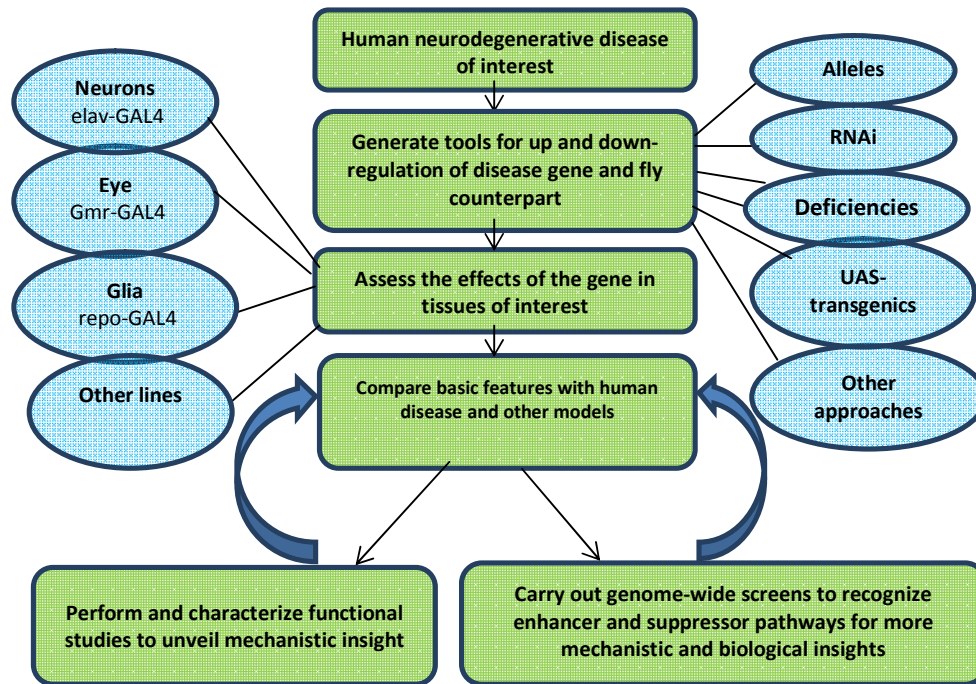 Human neurodegenerative disease
of interest
Neurons
elav-GAL4
Eye
Gmr-GAL4
Glia
repo-GAL4
Other lines
Generate tools for up and down-
regulation of disease gene and fly
counterpart
Alleles
RNAi
Deficiencies
UAS-
transgenics
Other
approaches
Assess the effects of the gene in
tissues of interest
Compare basic features with human
disease and other models
Perform and characterize functional
studies to unveil mechanistic insight
Carry out genome-wide screens to recognize
enhancer and suppressor pathways for more
mechanistic and biological insights